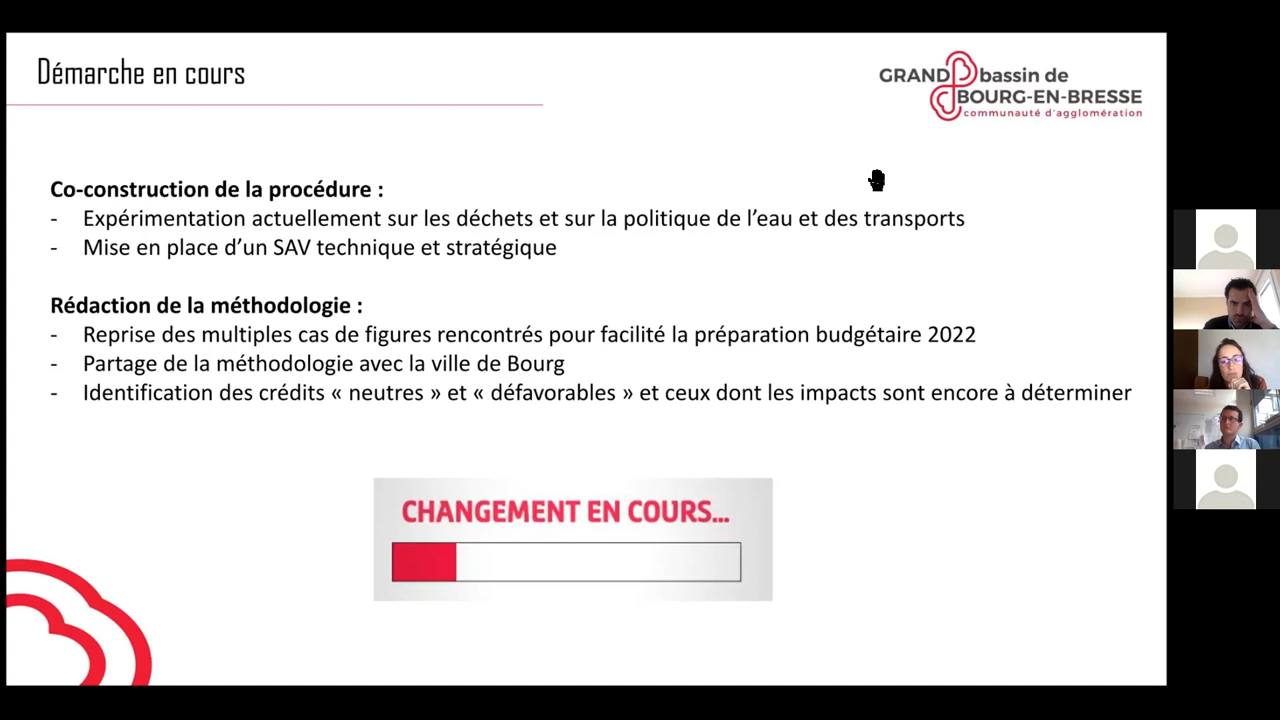 Démarche en cours
GRAND bassin de
BOURG-EN-BRESSE
communauté d'agglomération
Co-construction de la procédure :
- Expérimentation actuellement sur les déchets et sur la politique de l’eau et des transports
- Mise en place d’un SAV technique et stratégique
Rédaction de la méthodologie :
- Reprise des multiples cas de figures rencontrés pour facilité la préparation budgétaire 2022
- Partage de la méthodologie avec la ville de Bourg
- Identification des crédits « neutres » et « défavorables » et ceux dont les impacts sont encore à déterminer
CHANGEMENT EN COURS...